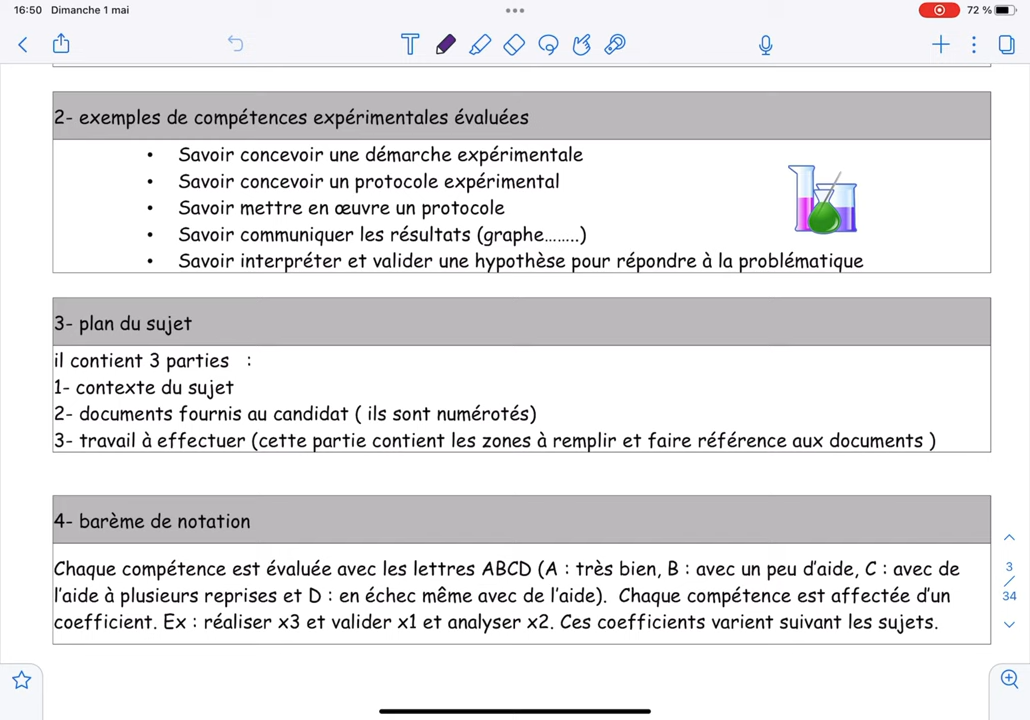 16:50 Dimanche 1 mai
72 %
2- exemples de compétences expérimentales évaluées
• Savoir concevoir une démarche expérimentale
• Savoir concevoir un protocole expérimental
• Savoir mettre en œuvre un protocole
• Savoir communiquer les résultats (graphe……..)
• Savoir interpréter et valider une hypothèse pour répondre à la problématique
3- plan du sujet
il contient 3 parties :
1- contexte du sujet
2- documents fournis au candidat ( ils sont numérotés)
3- travail à effectuer (cette partie contient les zones à remplir et faire référence aux documents )
4- barème de notation
Chaque compétence est évaluée avec les lettres ABCD (A : très bien, B : avec un peu d’aide, C : avec de
l’aide à plusieurs reprises et D : en échec même avec de l’aide). Chaque compétence est affectée d’un
coefficient. Ex : réaliser x3 et valider x1 et analyser x2. Ces coefficients varient suivant les sujets.
3
/
34